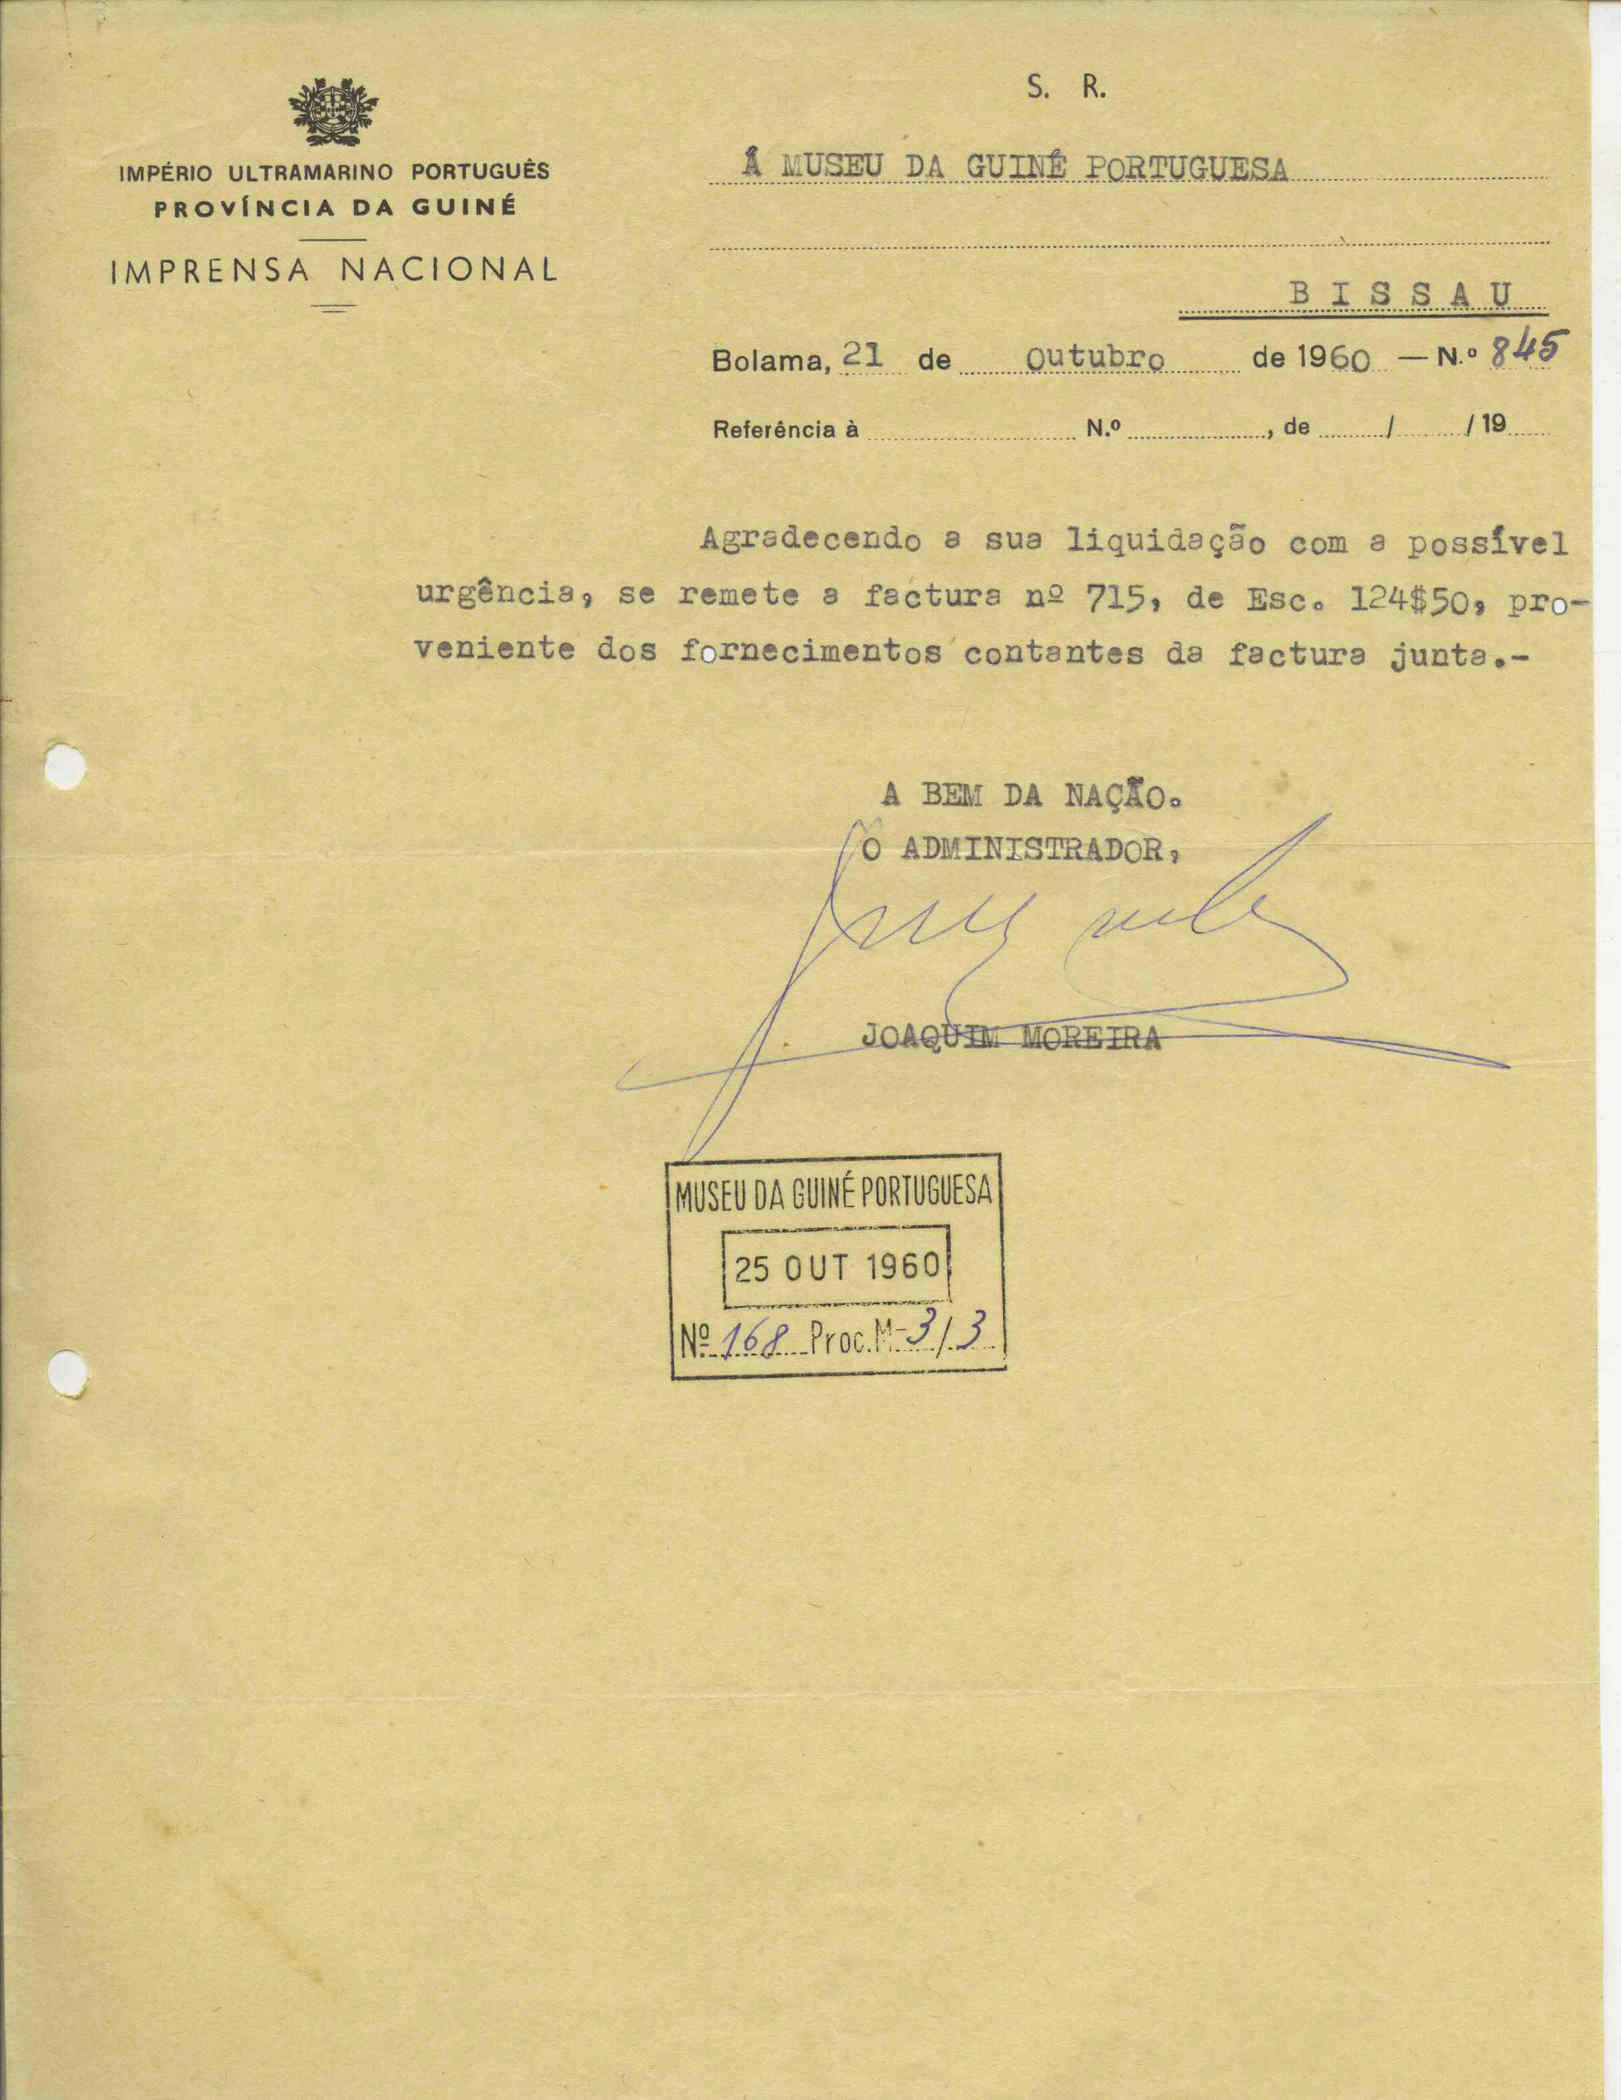 S. R.
IMPÉRIO ULTRAMARINO PORTUGUÊS
PROVÍNCIA DA GUINÉ
IMPRENSA NACIONAL
Á MUSEU DA GUINÉ PORTUGUESA
BISSAU
Bolama, 21 de Outubro de 1960 — N.º 845
Referência à N.º , de / / 19
Agradecendo a sua liquidação com a possível
urgência, se remete a factura nº 715, de Esc. 124$50, pro-
veniente dos fornecimentos contantes da factura junta.-
A BEM DA NAÇÃO.
O ADMINISTRADOR,
JOAQUIM MOREIRA
MUSEU DA GUINÉ PORTUGUESA
25 OUT 1960
Nº 168 Proc. M-3/3